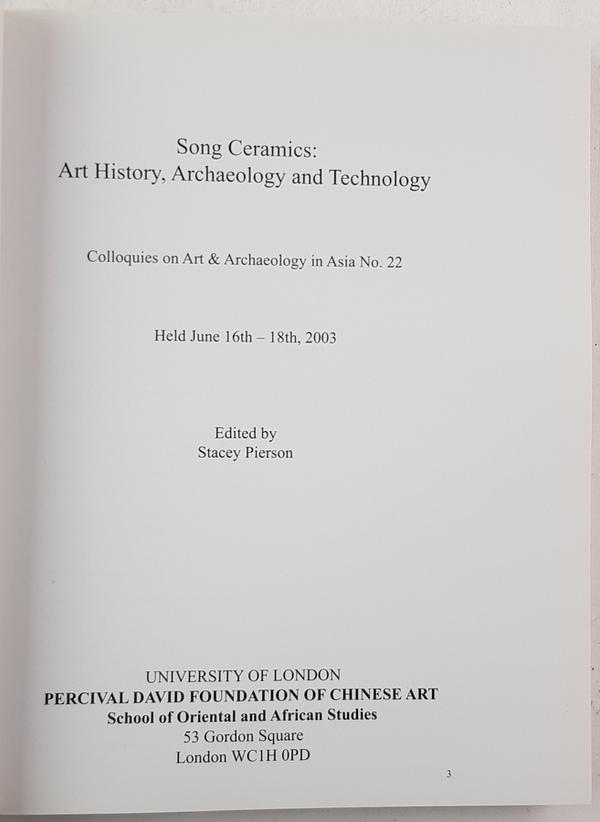 Song Ceramics:
Art History, Archaeology and Technology
Colloquies on Art & Archaeology in Asia No. 22
Held June 16th – 18th, 2003
Edited by
Stacey Pierson
UNIVERSITY OF LONDON
PERCIVAL DAVID FOUNDATION OF CHINESE ART
School of Oriental and African Studies
53 Gordon Square
London WC1H 0PD
3